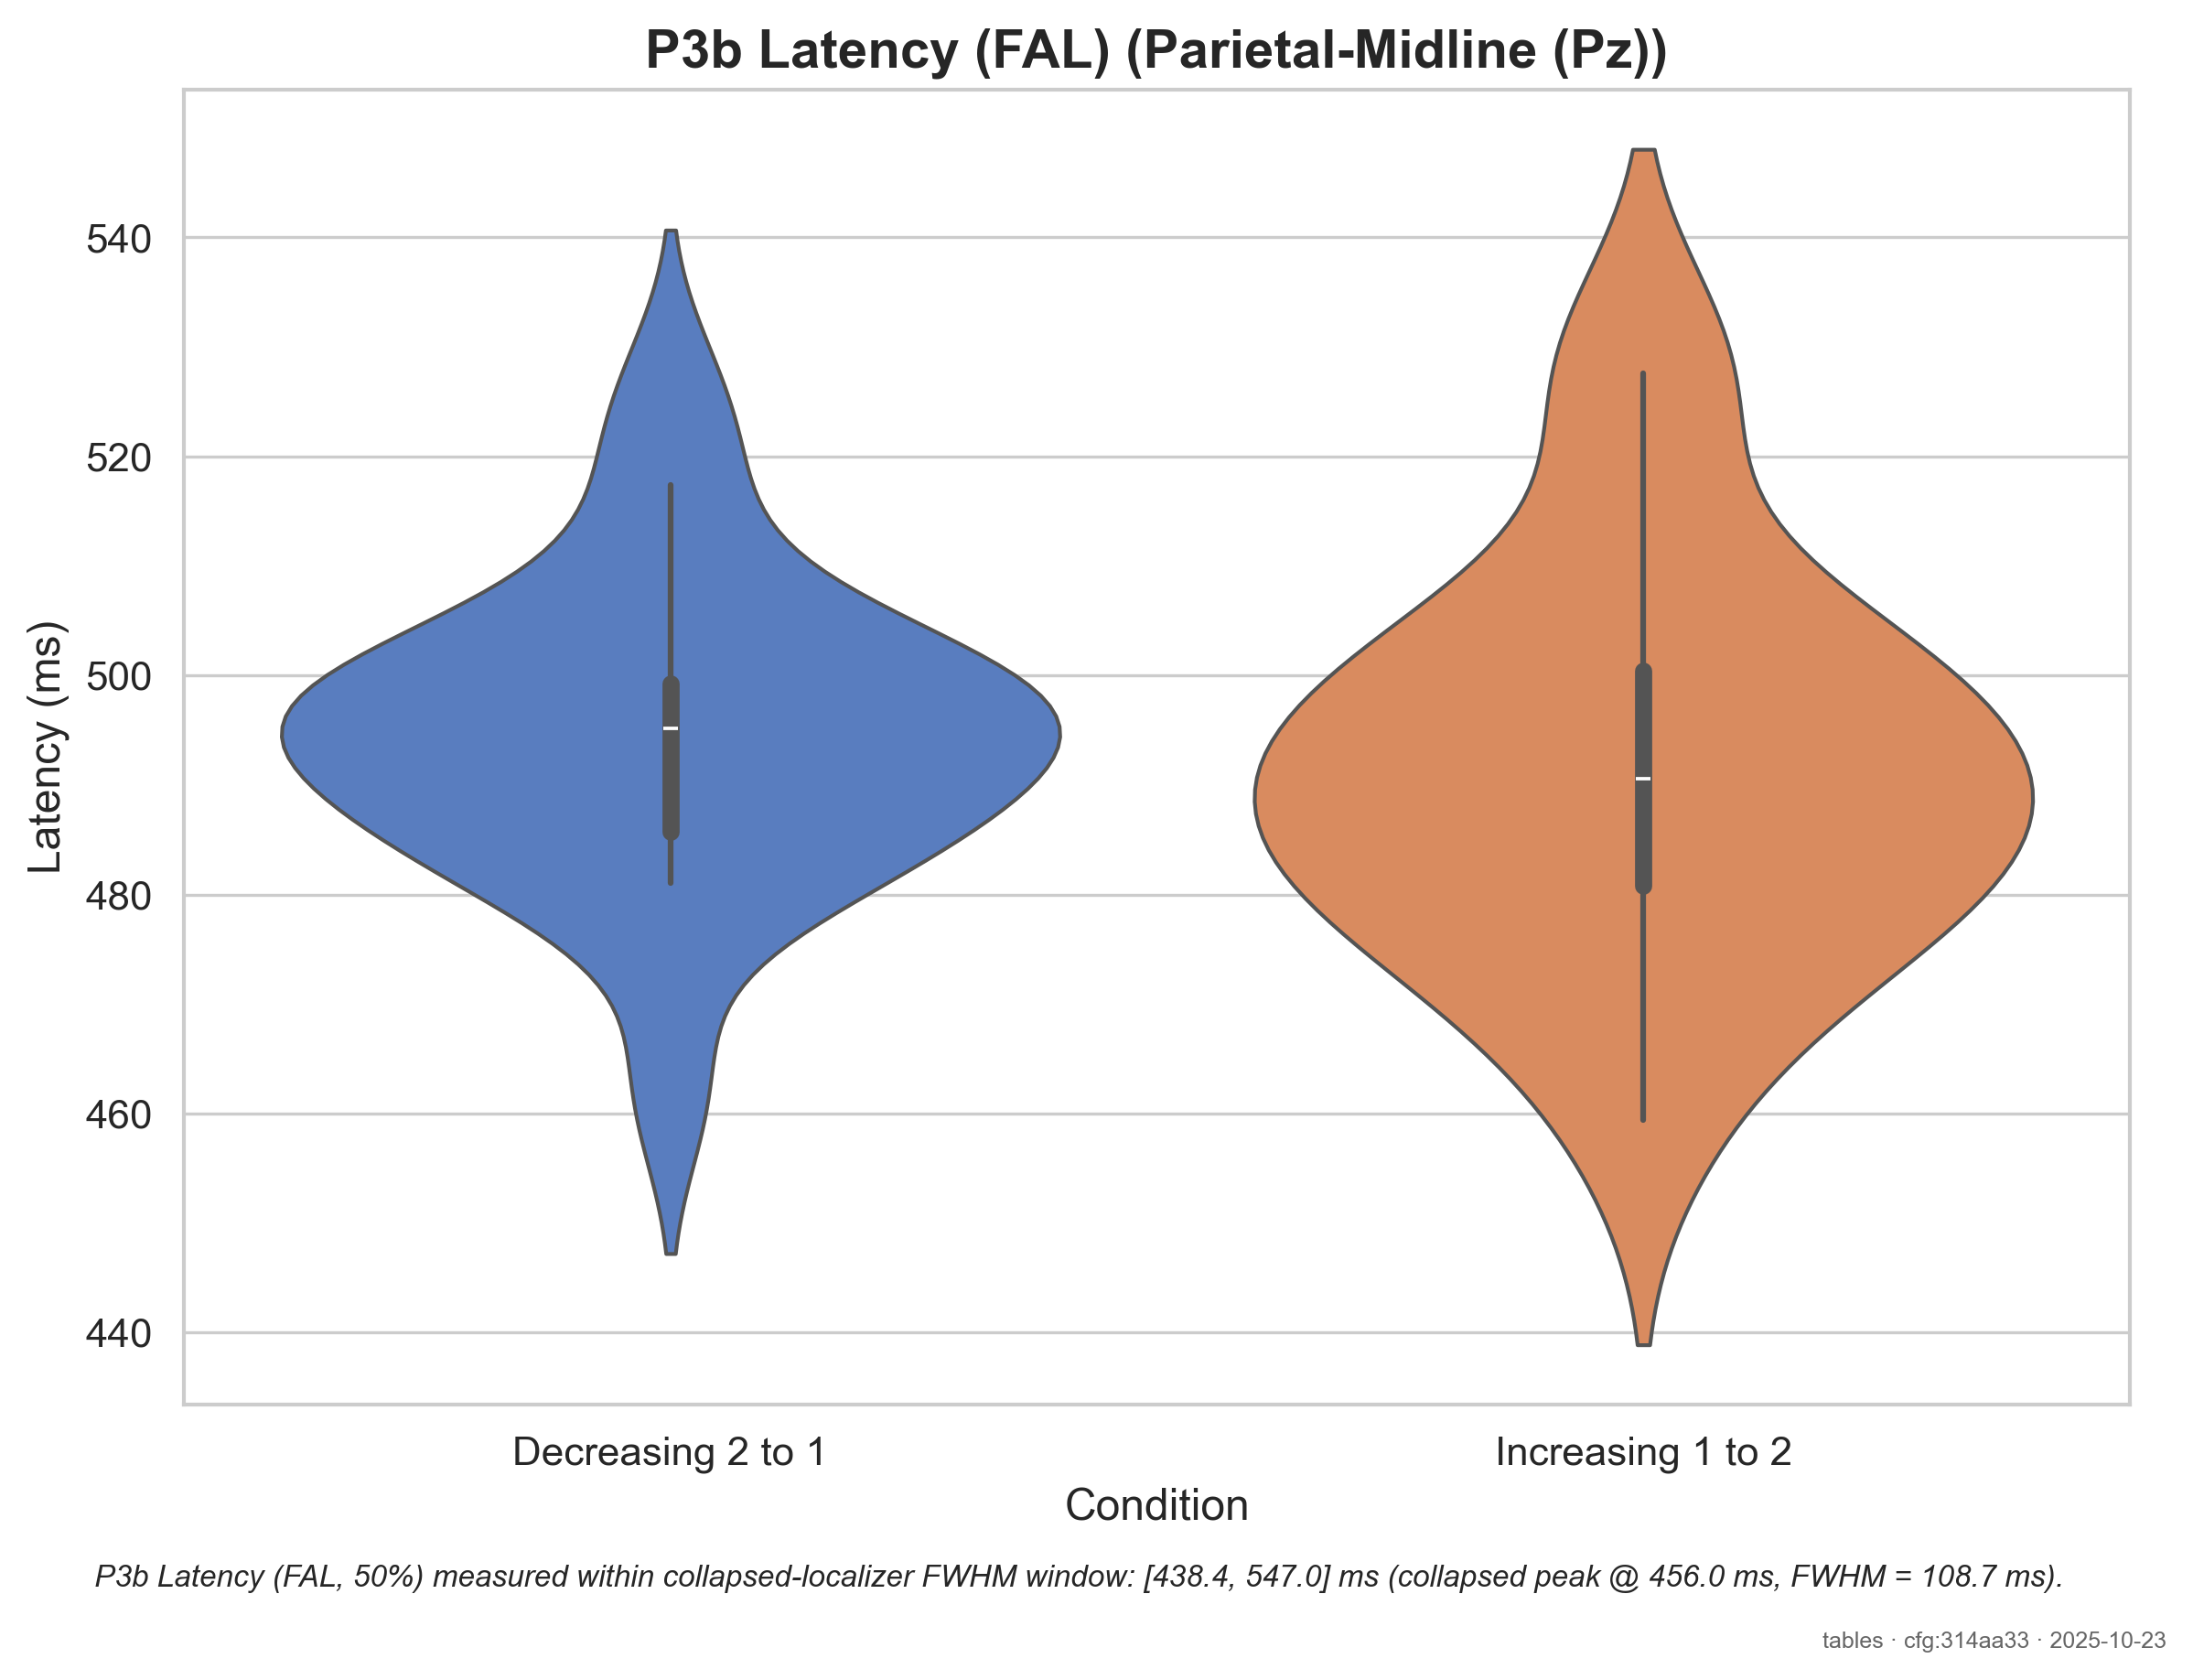 P3b Latency (FAL) (Parietal-Midline (Pz))
Latency (ms)
540
520
500
480
460
440
Decreasing 2 to 1
Increasing 1 to 2
Condition
P3b Latency (FAL, 50%) measured within collapsed-localizer FWHM window: [438.4, 547.0] ms (collapsed peak @ 456.0 ms, FWHM = 108.7 ms).
tables · cfg:314aa33 · 2025-10-23